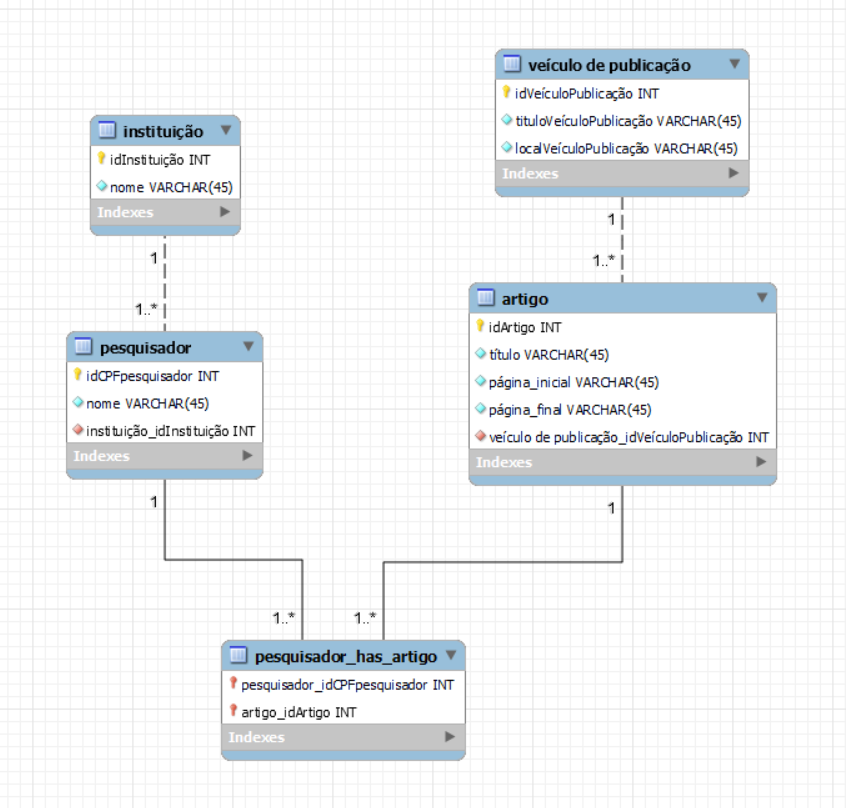 veículo de publicação
idVeículoPublicação INT
tituloVeículoPublicação VARCHAR(45)
localVeículoPublicação VARCHAR(45)
Indexes
instituição
idInstituição INT
nome VARCHAR(45)
Indexes
1
1..*
1
1..*
artigo
idArtigo INT
título VARCHAR(45)
página_inicial VARCHAR(45)
página_final VARCHAR(45)
veículo de publicação_idVeículoPublicação INT
Indexes
pesquisador
idCPFpesquisador INT
nome VARCHAR(45)
instituição_idInstituição INT
Indexes
1
1
1..*
1..*
pesquisador_has_artigo
pesquisador_idCPFpesquisador INT
artigo_idArtigo INT
Indexes